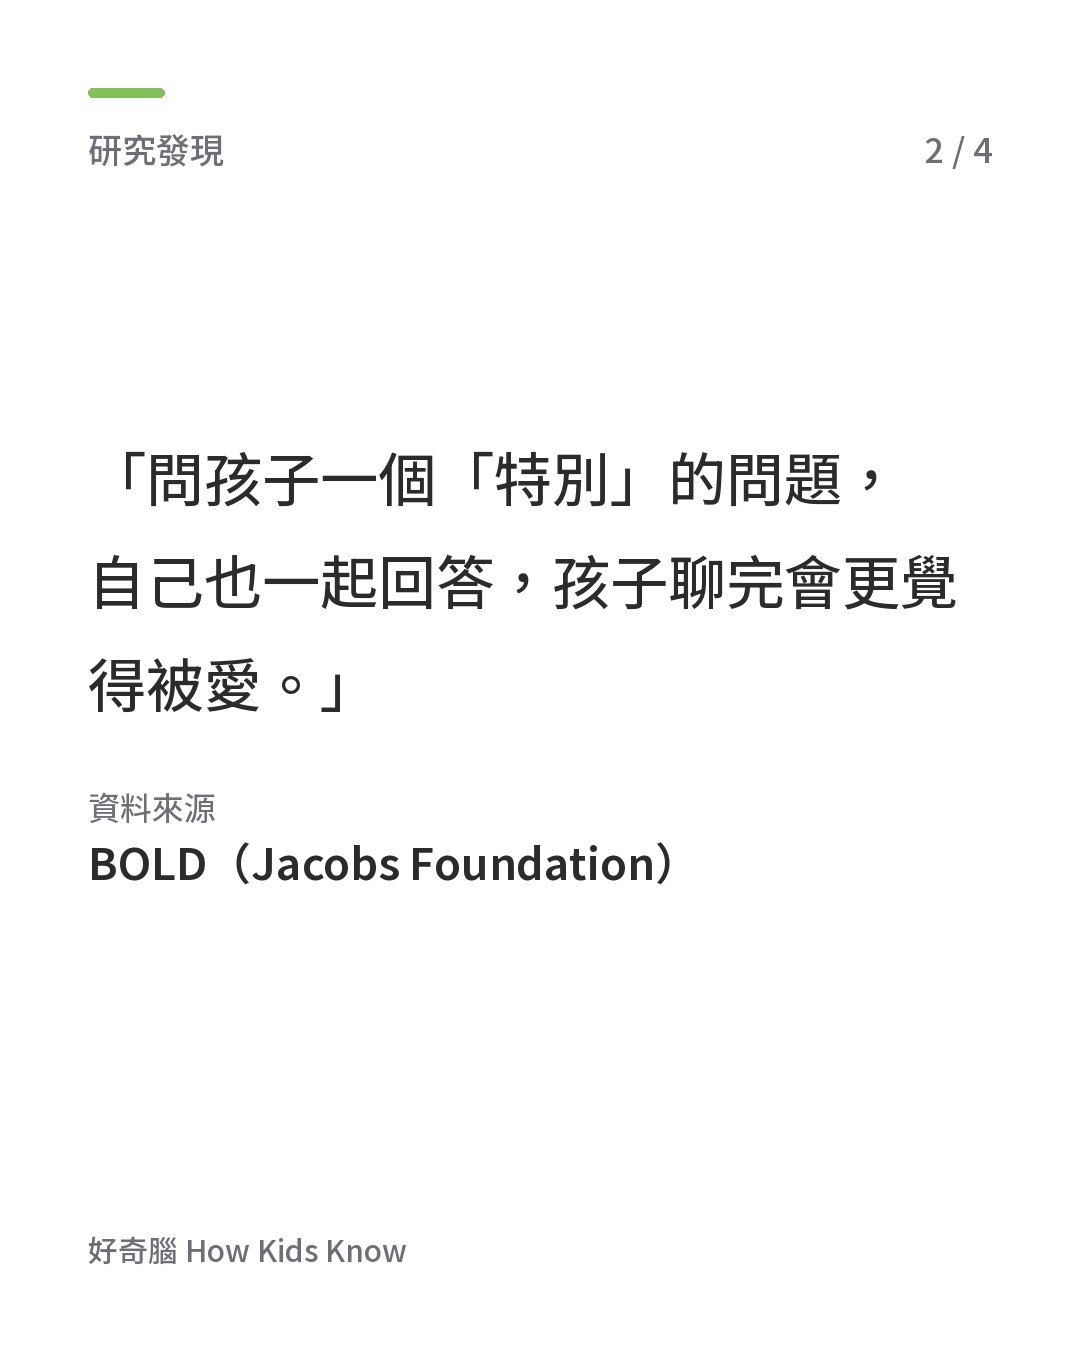 研究發現
2 / 4
「問孩子一個「特別」的問題，
自己也一起回答，孩子聊完會更覺
得被愛。」
資料來源
BOLD（Jacobs Foundation）
好奇腦 How Kids Know